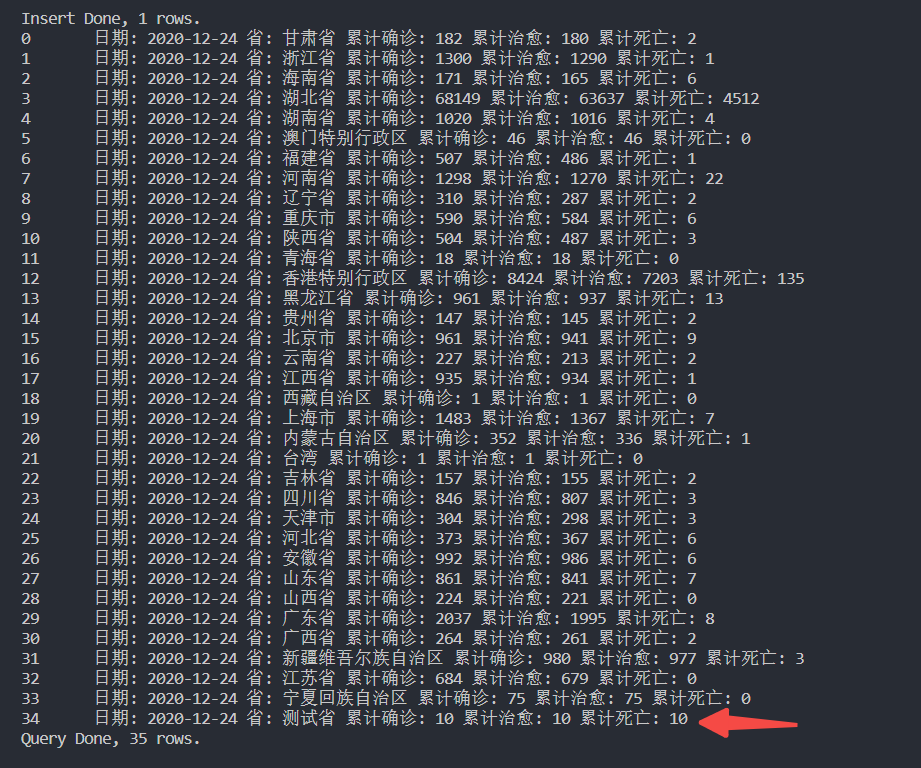 Insert Done, 1 rows.
0 日期: 2020-12-24 省: 甘肃省 累计确诊: 182 累计治愈: 180 累计死亡: 2
1 日期: 2020-12-24 省: 浙江省 累计确诊: 1300 累计治愈: 1290 累计死亡: 1
2 日期: 2020-12-24 省: 海南省 累计确诊: 171 累计治愈: 165 累计死亡: 6
3 日期: 2020-12-24 省: 湖北省 累计确诊: 68149 累计治愈: 63637 累计死亡: 4512
4 日期: 2020-12-24 省: 湖南省 累计确诊: 1020 累计治愈: 1016 累计死亡: 4
5 日期: 2020-12-24 省: 澳门特别行政区 累计确诊: 46 累计治愈: 46 累计死亡: 0
6 日期: 2020-12-24 省: 福建省 累计确诊: 507 累计治愈: 486 累计死亡: 1
7 日期: 2020-12-24 省: 河南省 累计确诊: 1298 累计治愈: 1270 累计死亡: 22
8 日期: 2020-12-24 省: 辽宁省 累计确诊: 310 累计治愈: 287 累计死亡: 2
9 日期: 2020-12-24 省: 重庆市 累计确诊: 590 累计治愈: 584 累计死亡: 6
10 日期: 2020-12-24 省: 陕西省 累计确诊: 504 累计治愈: 487 累计死亡: 3
11 日期: 2020-12-24 省: 青海省 累计确诊: 18 累计治愈: 18 累计死亡: 0
12 日期: 2020-12-24 省: 香港特别行政区 累计确诊: 8424 累计治愈: 7203 累计死亡: 135
13 日期: 2020-12-24 省: 黑龙江省 累计确诊: 961 累计治愈: 937 累计死亡: 13
14 日期: 2020-12-24 省: 贵州省 累计确诊: 147 累计治愈: 145 累计死亡: 2
15 日期: 2020-12-24 省: 北京市 累计确诊: 961 累计治愈: 941 累计死亡: 9
16 日期: 2020-12-24 省: 云南省 累计确诊: 227 累计治愈: 213 累计死亡: 2
17 日期: 2020-12-24 省: 江西省 累计确诊: 935 累计治愈: 934 累计死亡: 1
18 日期: 2020-12-24 省: 西藏自治区 累计确诊: 1 累计治愈: 1 累计死亡: 0
19 日期: 2020-12-24 省: 上海市 累计确诊: 1483 累计治愈: 1367 累计死亡: 7
20 日期: 2020-12-24 省: 内蒙古自治区 累计确诊: 352 累计治愈: 336 累计死亡: 1
21 日期: 2020-12-24 省: 台湾 累计确诊: 1 累计治愈: 1 累计死亡: 0
22 日期: 2020-12-24 省: 吉林省 累计确诊: 157 累计治愈: 155 累计死亡: 2
23 日期: 2020-12-24 省: 四川省 累计确诊: 846 累计治愈: 807 累计死亡: 3
24 日期: 2020-12-24 省: 天津市 累计确诊: 304 累计治愈: 298 累计死亡: 3
25 日期: 2020-12-24 省: 河北省 累计确诊: 373 累计治愈: 367 累计死亡: 6
26 日期: 2020-12-24 省: 安徽省 累计确诊: 992 累计治愈: 986 累计死亡: 6
27 日期: 2020-12-24 省: 山东省 累计确诊: 861 累计治愈: 841 累计死亡: 7
28 日期: 2020-12-24 省: 山西省 累计确诊: 224 累计治愈: 221 累计死亡: 0
29 日期: 2020-12-24 省: 广东省 累计确诊: 2037 累计治愈: 1995 累计死亡: 8
30 日期: 2020-12-24 省: 广西省 累计确诊: 264 累计治愈: 261 累计死亡: 2
31 日期: 2020-12-24 省: 新疆维吾尔族自治区 累计确诊: 980 累计治愈: 977 累计死亡: 3
32 日期: 2020-12-24 省: 江苏省 累计确诊: 684 累计治愈: 679 累计死亡: 0
33 日期: 2020-12-24 省: 宁夏回族自治区 累计确诊: 75 累计治愈: 75 累计死亡: 0
34 日期: 2020-12-24 省: 测试省 累计确诊: 10 累计治愈: 10 累计死亡: 10
Query Done, 35 rows.